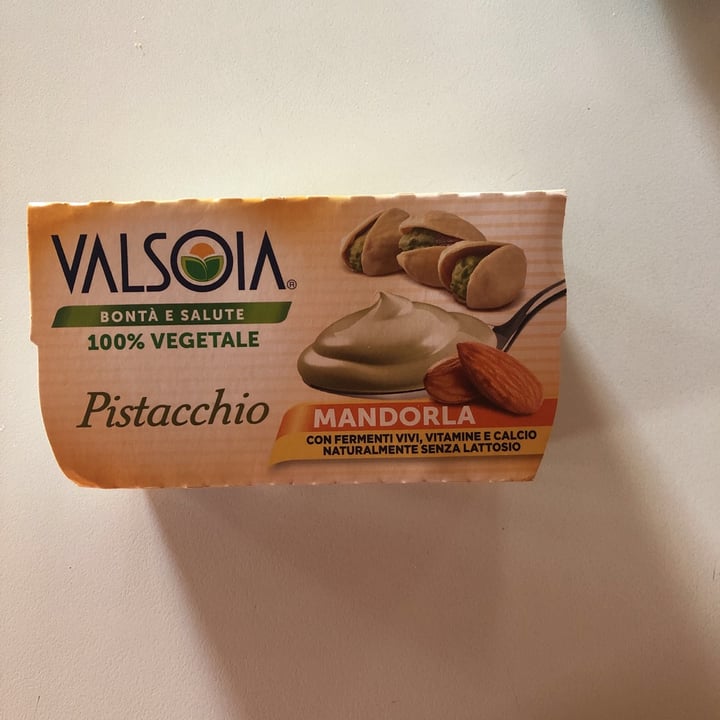 VALSOIA®
BONTÀ E SALUTE
100% VEGETALE
Pistacchio
MANDORLA
CON FERMENTI VIVI, VITAMINE E CALCIO
NATURALMENTE SENZA LATTOSIO